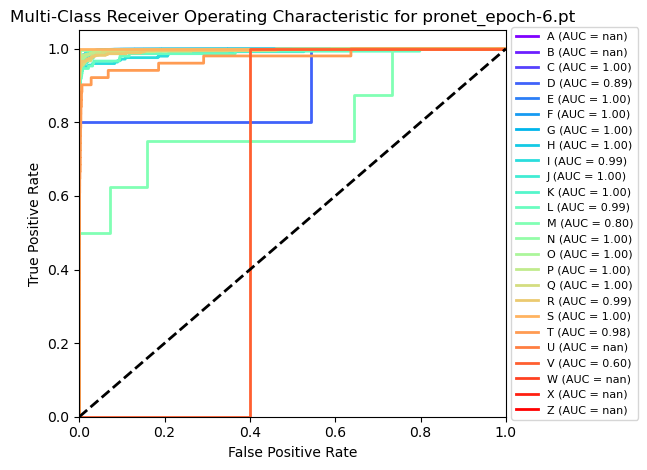 Multi-Class Receiver Operating Characteristic for pronet_epoch-6.pt
True Positive Rate
1.0
0.8
0.6
0.4
0.2
0.0
0.0 0.2 0.4 0.6 0.8 1.0
False Positive Rate
A (AUC = nan)
B (AUC = nan)
C (AUC = 1.00)
D (AUC = 0.89)
E (AUC = 1.00)
F (AUC = 1.00)
G (AUC = 1.00)
H (AUC = 1.00)
I (AUC = 0.99)
J (AUC = 1.00)
K (AUC = 1.00)
L (AUC = 0.99)
M (AUC = 0.80)
N (AUC = 1.00)
O (AUC = 1.00)
P (AUC = 1.00)
Q (AUC = 1.00)
R (AUC = 0.99)
S (AUC = 1.00)
T (AUC = 0.98)
U (AUC = nan)
V (AUC = 0.60)
W (AUC = nan)
X (AUC = nan)
Z (AUC = nan)